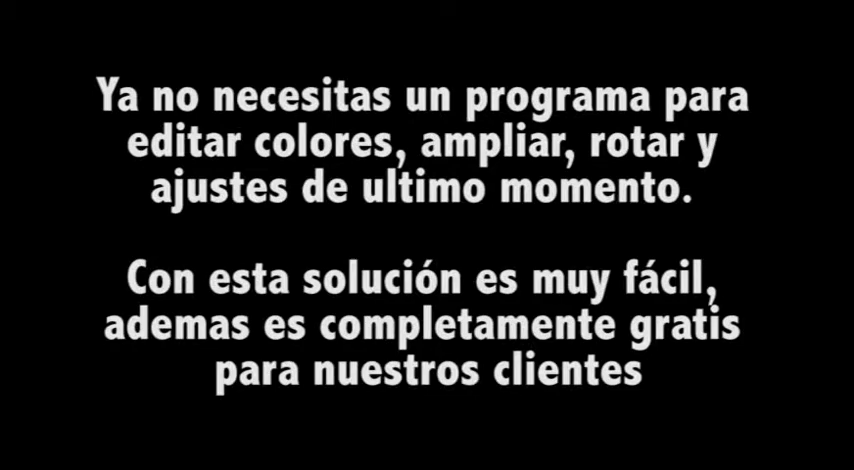 Ya no necesitas un programa para
editar colores, ampliar, rotar y
ajustes de ultimo momento.
Con esta solución es muy fácil,
ademas es completamente gratis
para nuestros clientes